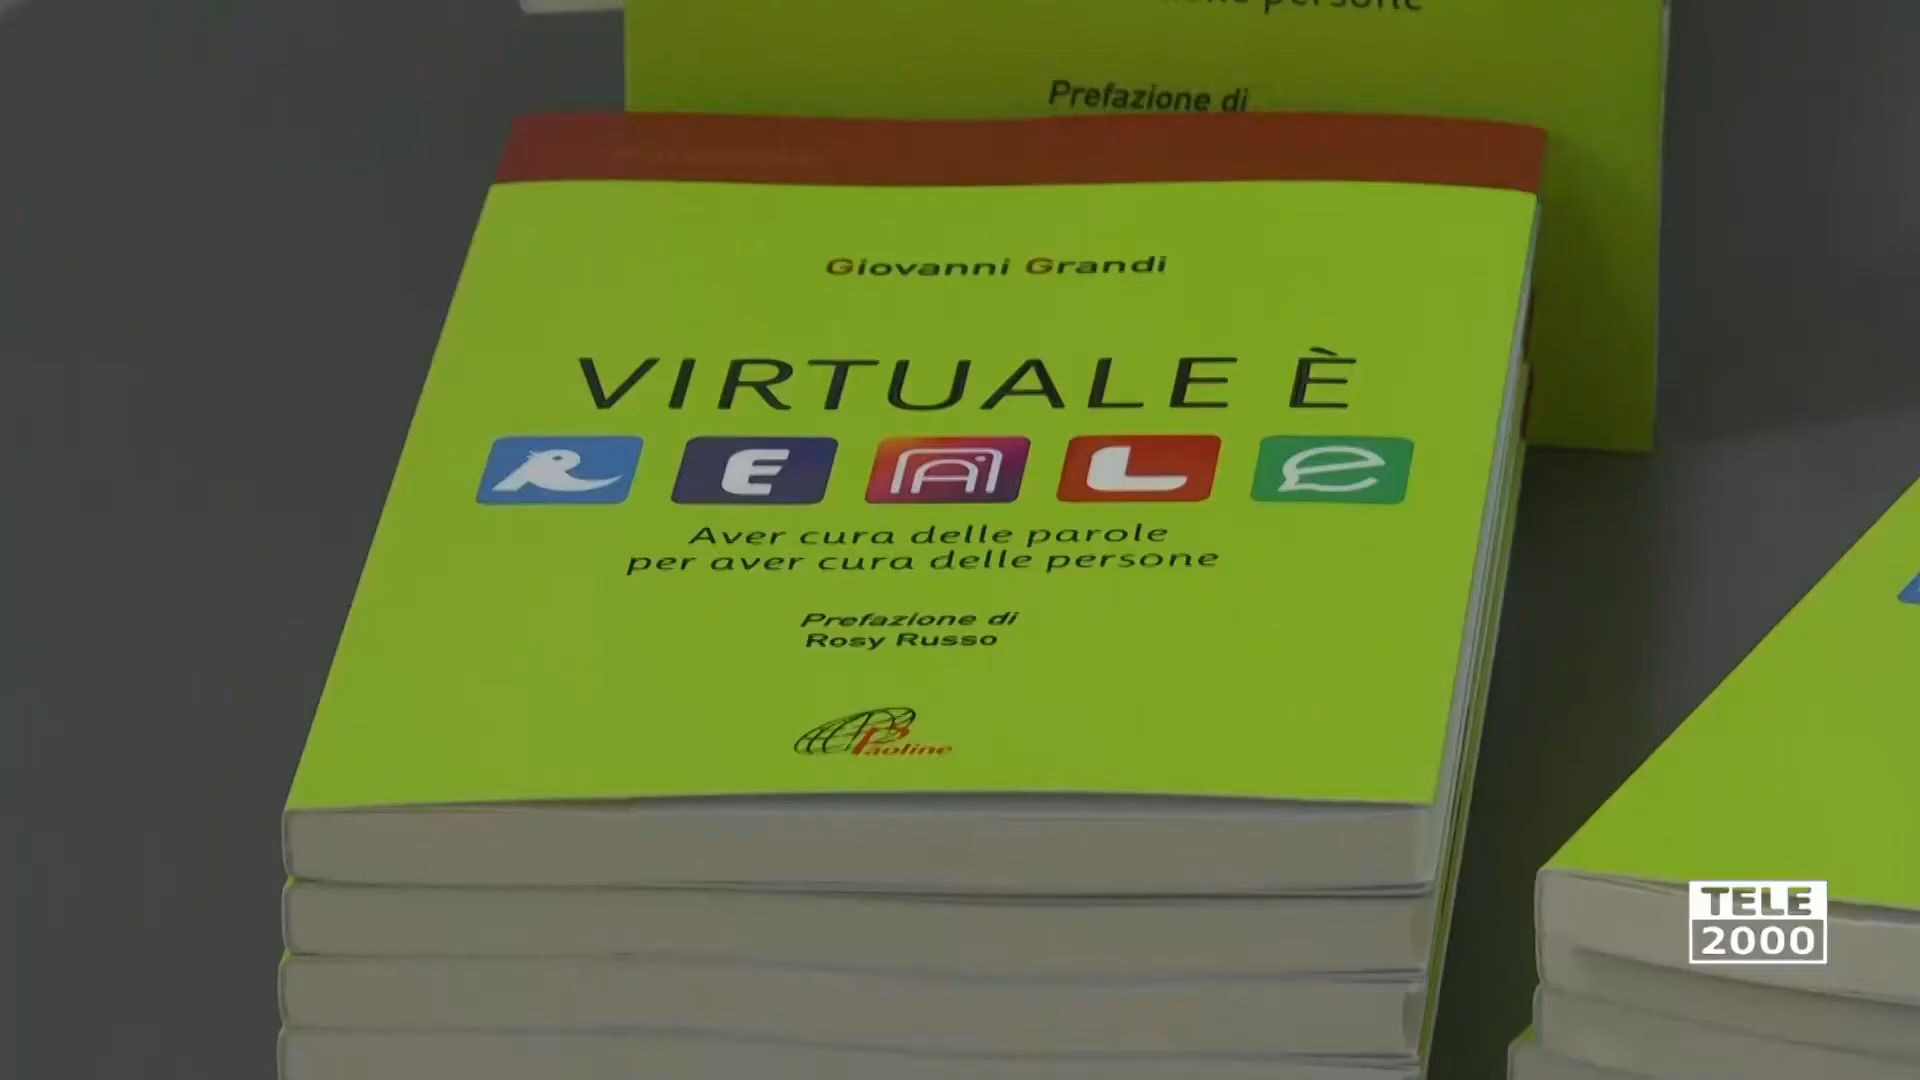 persone
Prefazione di
Giovanni Grandi
VIRTUALE È
REALe
Aver cura delle parole
per aver cura delle persone
Prefazione di
Rosy Russo
Paoline
TELE
2000